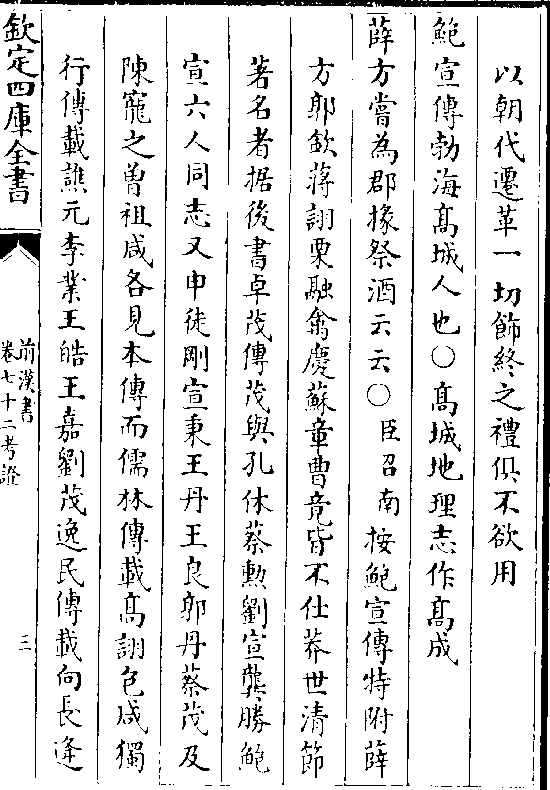 以朝代遷革一切飾終之禮俱不欲用
鮑宣傳勃海髙城人也○髙城地理志作髙成
薛方嘗為郡掾祭酒云云○臣召南按鮑宣傳特附薛
方郭欽蔣詡栗融禽慶蘇章曹竟皆不仕莽世清節
著名者据後書卓茂傳茂與孔休蔡勲劉宣龔勝鮑
宣六人同志又申徒剛宣秉王丹王良郭丹蔡茂及
陳寵之曽祖咸各見本傳而儒林傳載髙詡包咸獨
行傳載譙元李業王皓王嘉劉茂逸民傳載向長逄
欽定四庫全書
前漢書
卷七十二考證
三